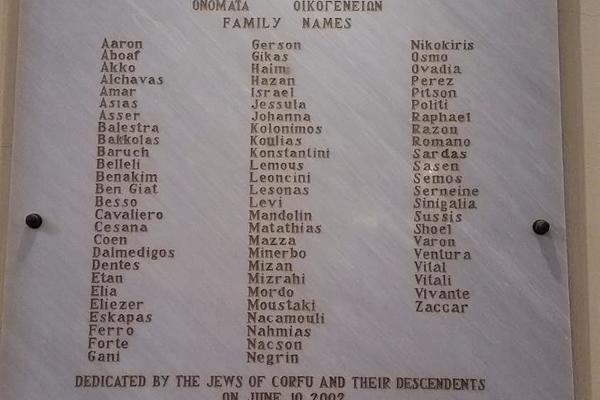 ΟΝΟΜΑΤΑ ΟΙΚΟΓΕΝΕΙΩΝ
FAMILY NAMES
Aaron
Aboaf
Akko
Alchavas
Amar
Asias
Asser
Balestra
Bakkolas
Baruch
Belleli
Benakim
Ben Giat
Besso
Cavaliero
Cesana
Coen
Dalmedigos
Dentes
Etan
Elia
Eliezer
Eskapas
Ferro
Forte
Gani
Gerson
Gikas
Haim
Hazan
Israel
Jessula
Johanna
Kolonimos
Koulias
Konstantini
Lemous
Leoncini
Lesonas
Levi
Mandolin
Matathias
Mazza
Minerbo
Mizan
Mizrahi
Mordo
Moustaki
Nacamouli
Nahmias
Nacson
Negrin
Nikokiris
Osmo
Ovadia
Perez
Pitson
Politi
Raphael
Razon
Romano
Sardas
Sasen
Semos
Serneine
Sinigalia
Sussis
Shoel
Varon
Ventura
Vital
Vitali
Vivante
Zaccar
DEDICATED BY THE JEWS OF CORFU AND THEIR DESCENDENTS
ON JUNE 10 2002